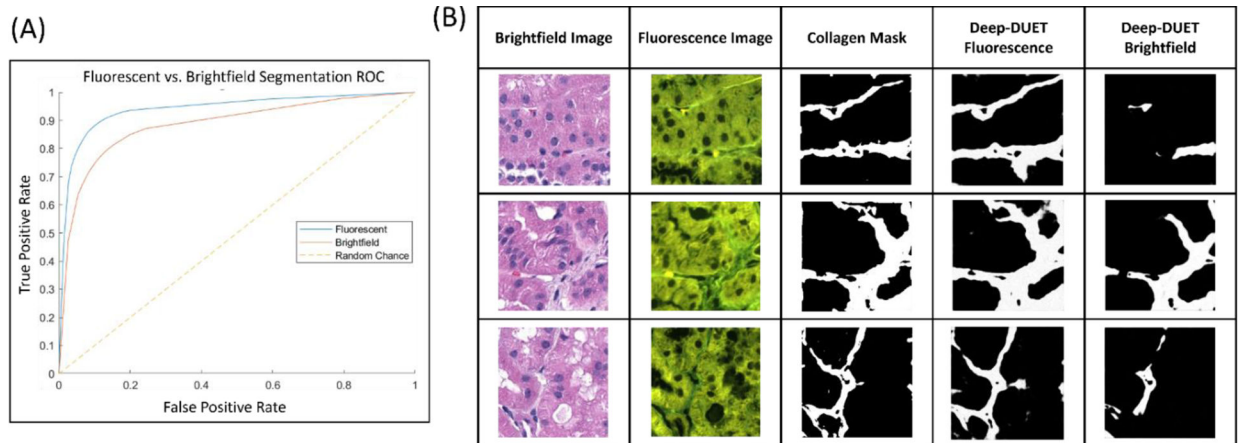 (A)
Fluorescent vs. Brightfield Segmentation ROC
1
0.9
0.8
0.7
0.6
0.5
0.4
0.3
0.2
0.1
0
True Positive Rate
Fluorescent
Brightfield
Random Chance
0 0.2 0.4 0.6 0.8 1
False Positive Rate
(B)
Brightfield Image
Fluorescence Image
Collagen Mask
Deep-DUET
Fluorescence
Deep-DUET
Brightfield